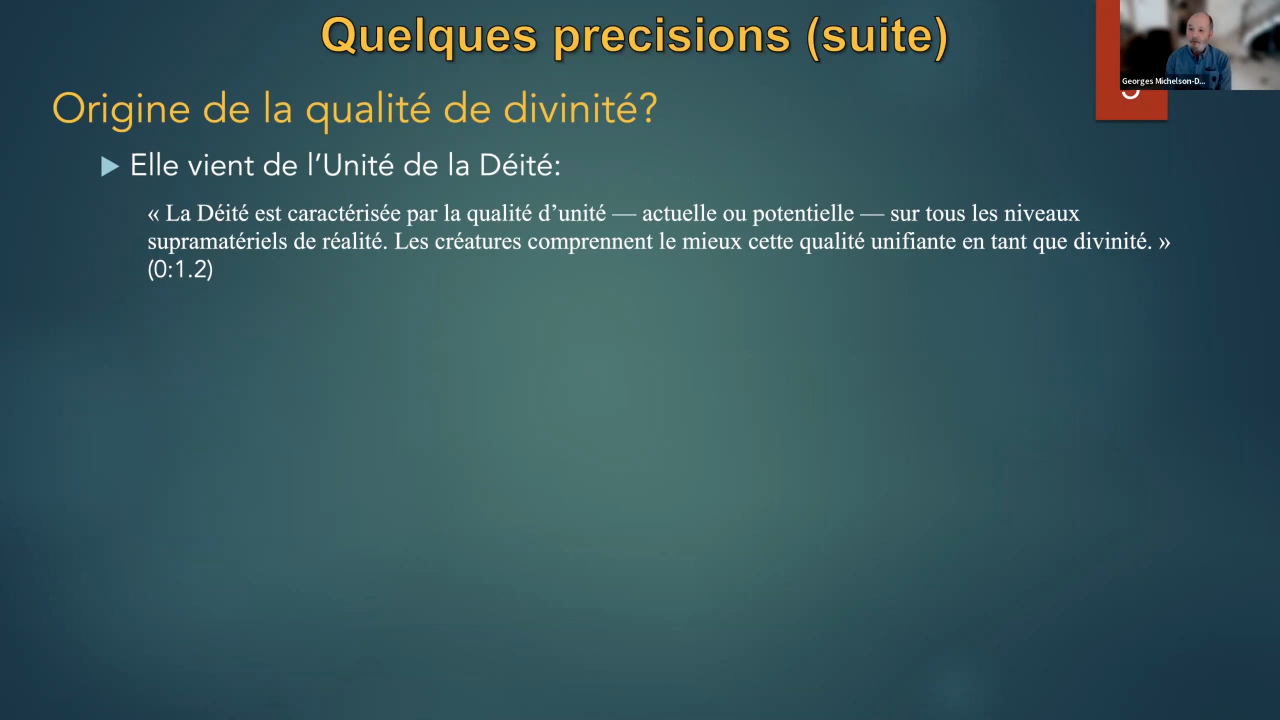 Quelques precisions (suite)
Georges Michelson-D...
Origine de la qualité de divinité?
Elle vient de l’Unité de la Déité:
« La Déité est caractérisée par la qualité d’unité — actuelle ou potentielle — sur tous les niveaux
supramatériels de réalité. Les créatures comprennent le mieux cette qualité unifiante en tant que divinité. »
(0:1.2)